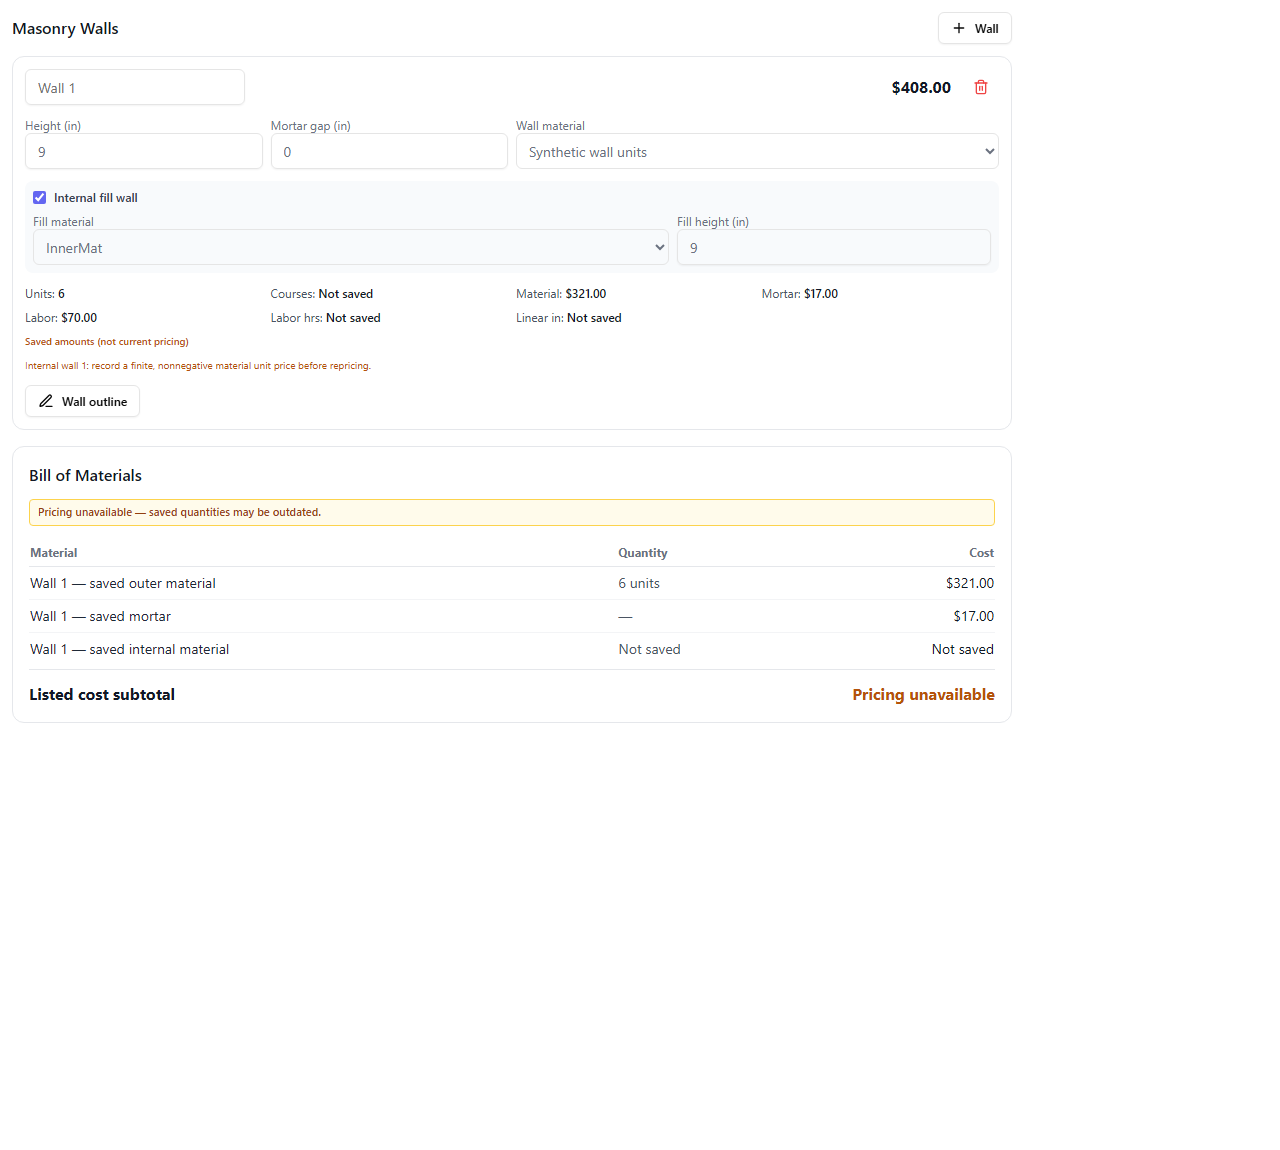 Masonry Walls
Wall
Wall 1
$408.00
Height (in)
Mortar gap (in)
Wall material
9
0
Synthetic wall units
Internal fill wall
Fill material
Fill height (in)
InnerMat
9
Units: 6
Courses: Not saved
Material: $321.00
Mortar: $17.00
Labor: $70.00
Labor hrs: Not saved
Linear in: Not saved
Saved amounts (not current pricing)
Internal wall 1: record a finite, nonnegative material unit price before repricing.
Wall outline
Bill of Materials
Pricing unavailable — saved quantities may be outdated.
Material Quantity Cost
Wall 1 — saved outer material 6 units $321.00
Wall 1 — saved mortar — $17.00
Wall 1 — saved internal material Not saved Not saved
Listed cost subtotal Pricing unavailable